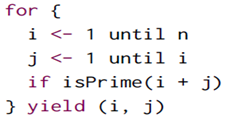 for {
  i <- 1 until n
  j <- 1 until i
  if isPrime(i + j)
} yield (i, j)